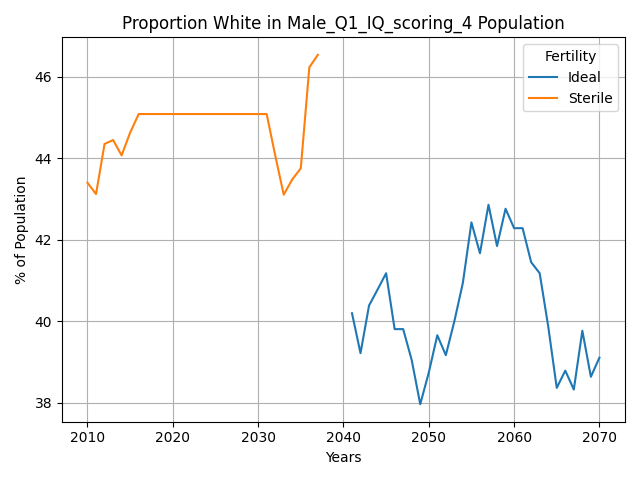 Proportion White in Male_Q1_IQ_scoring_4 Population
Fertility
Ideal
Sterile
% of Population
46
44
42
40
38
2010 2020 2030 2040 2050 2060 2070
Years